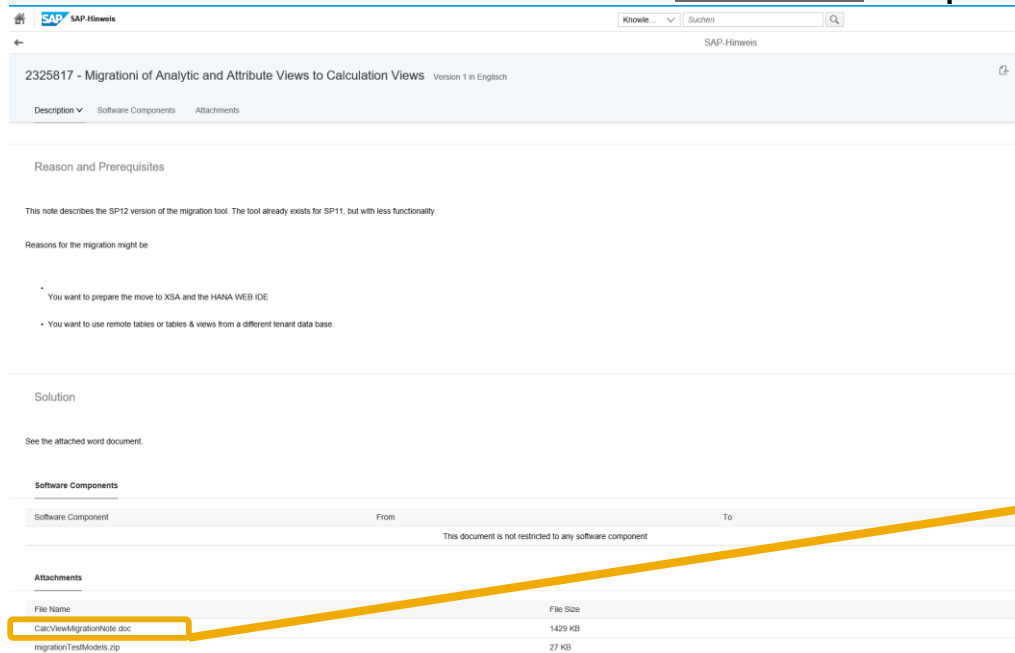 SAP SAP-Hinweis Knowle... Suchen
SAP-Hinweis
2325817 - Migrationi of Analytic and Attribute Views to Calculation Views Version 1 in Englisch
Description Software Components Attachments
Reason and Prerequisites
This note describes the SP12 version of the migration tool. The tool already exists for SP11, but with less functionality.
Reasons for the migration might be
•
You want to prepare the move to XSA and the HANA WEB IDE
• You want to use remote tables or tables & views from a different tenant data base.
Solution
See the attached word document.
Software Components
Software Component From To
This document is not restricted to any software component
Attachments
File Name File Size
CalcViewMigrationNote.doc 1429 KB
migrationTestModels.zip 27 KB